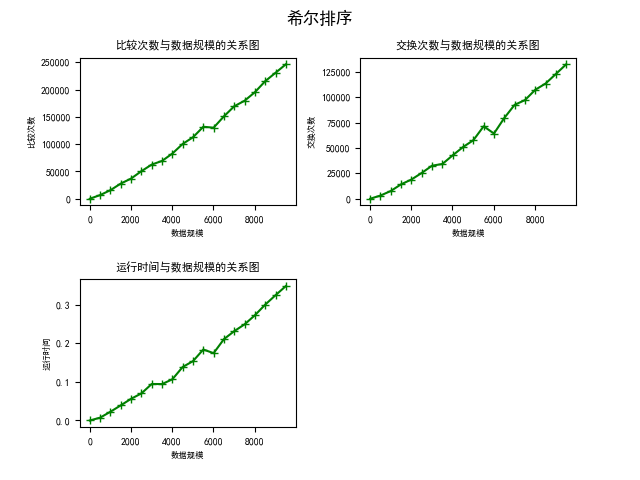 希尔排序
比较次数与数据规模的关系图
250000
200000
150000
100000
50000
0
比较次数
0 2000 4000 6000 8000
数据规模
交换次数与数据规模的关系图
125000
100000
75000
50000
25000
0
交换次数
0 2000 4000 6000 8000
数据规模
运行时间与数据规模的关系图
0.3
0.2
0.1
0.0
运行时间
0 2000 4000 6000 8000
数据规模